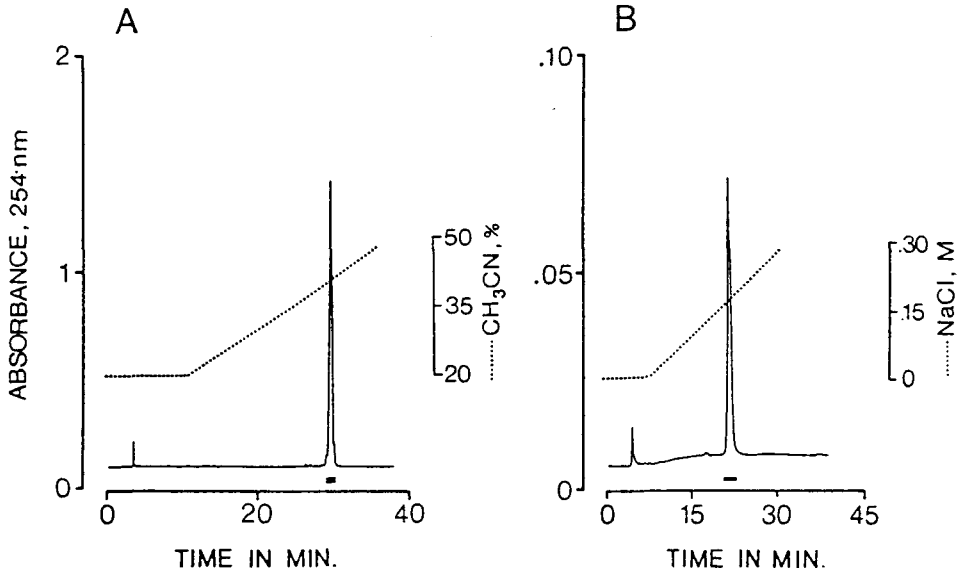 A
2
1
0
ABSORBANCE, 254·nm
50
35
20
CH₃CN, %
0
20
40
TIME IN MIN.
B
.10
.05
0
.30
.15
0
NaCl, M
0
15
30
45
TIME IN MIN.